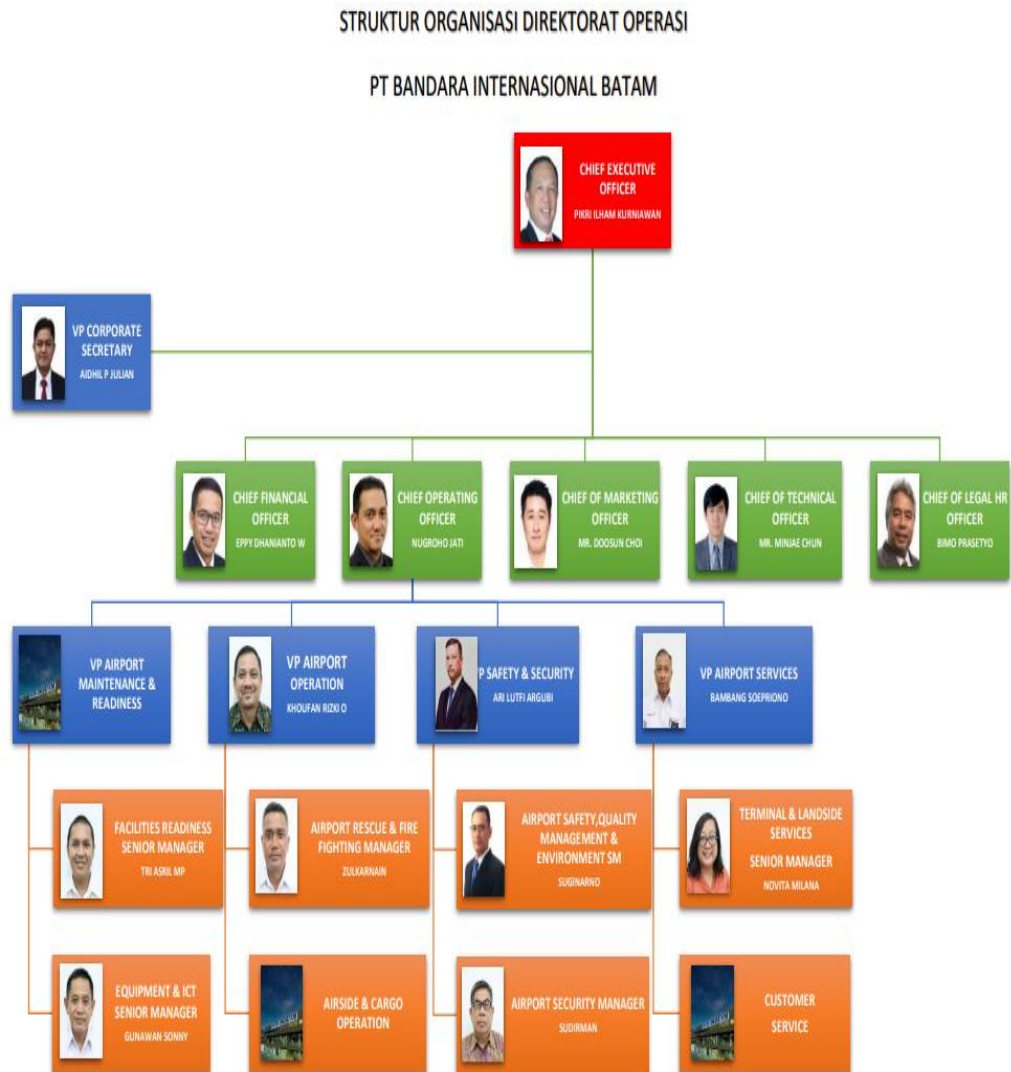 STRUKTUR ORGANISASI DIREKTORAT OPERASI
PT BANDARA INTERNASIONAL BATAM
CHIEF EXECUTIVE
OFFICER
PIKRI ILHAM KURNIAWAN
VP CORPORATE
SECRETARY
AIDHIL P JULIAN
CHIEF FINANCIAL
OFFICER
EPPY DHANIANTO W
CHIEF OPERATING
OFFICER
NUGROHO JATI
CHIEF OF MARKETING
OFFICER
MR. DOOSUN CHOI
CHIEF OF TECHNICAL
OFFICER
MR. MINJAE CHUN
CHIEF OF LEGAL HR
OFFICER
BIMO PRASETYO
VP AIRPORT
MAINTENANCE &
READINESS
VP AIRPORT
OPERATION
KHOUFAN RIZKI O
VP SAFETY & SECURITY
ARI LUTFI ARGUBI
VP AIRPORT SERVICES
BAMBANG SOEPRIONO
FACILITIES READINESS
SENIOR MANAGER
TRI ASRIL MP
AIRPORT RESCUE & FIRE
FIGHTING MANAGER
ZULKARNAIN
AIRPORT SAFETY,QUALITY
MANAGEMENT &
ENVIRONMENT SM
SUGINARNO
TERMINAL & LANDSIDE
SERVICES
SENIOR MANAGER
NOVITA MILANA
EQUIPMENT & ICT
SENIOR MANAGER
GUNAWAN SONNY
AIRSIDE & CARGO
OPERATION
AIRPORT SECURITY MANAGER
SUDIRMAN
CUSTOMER
SERVICE